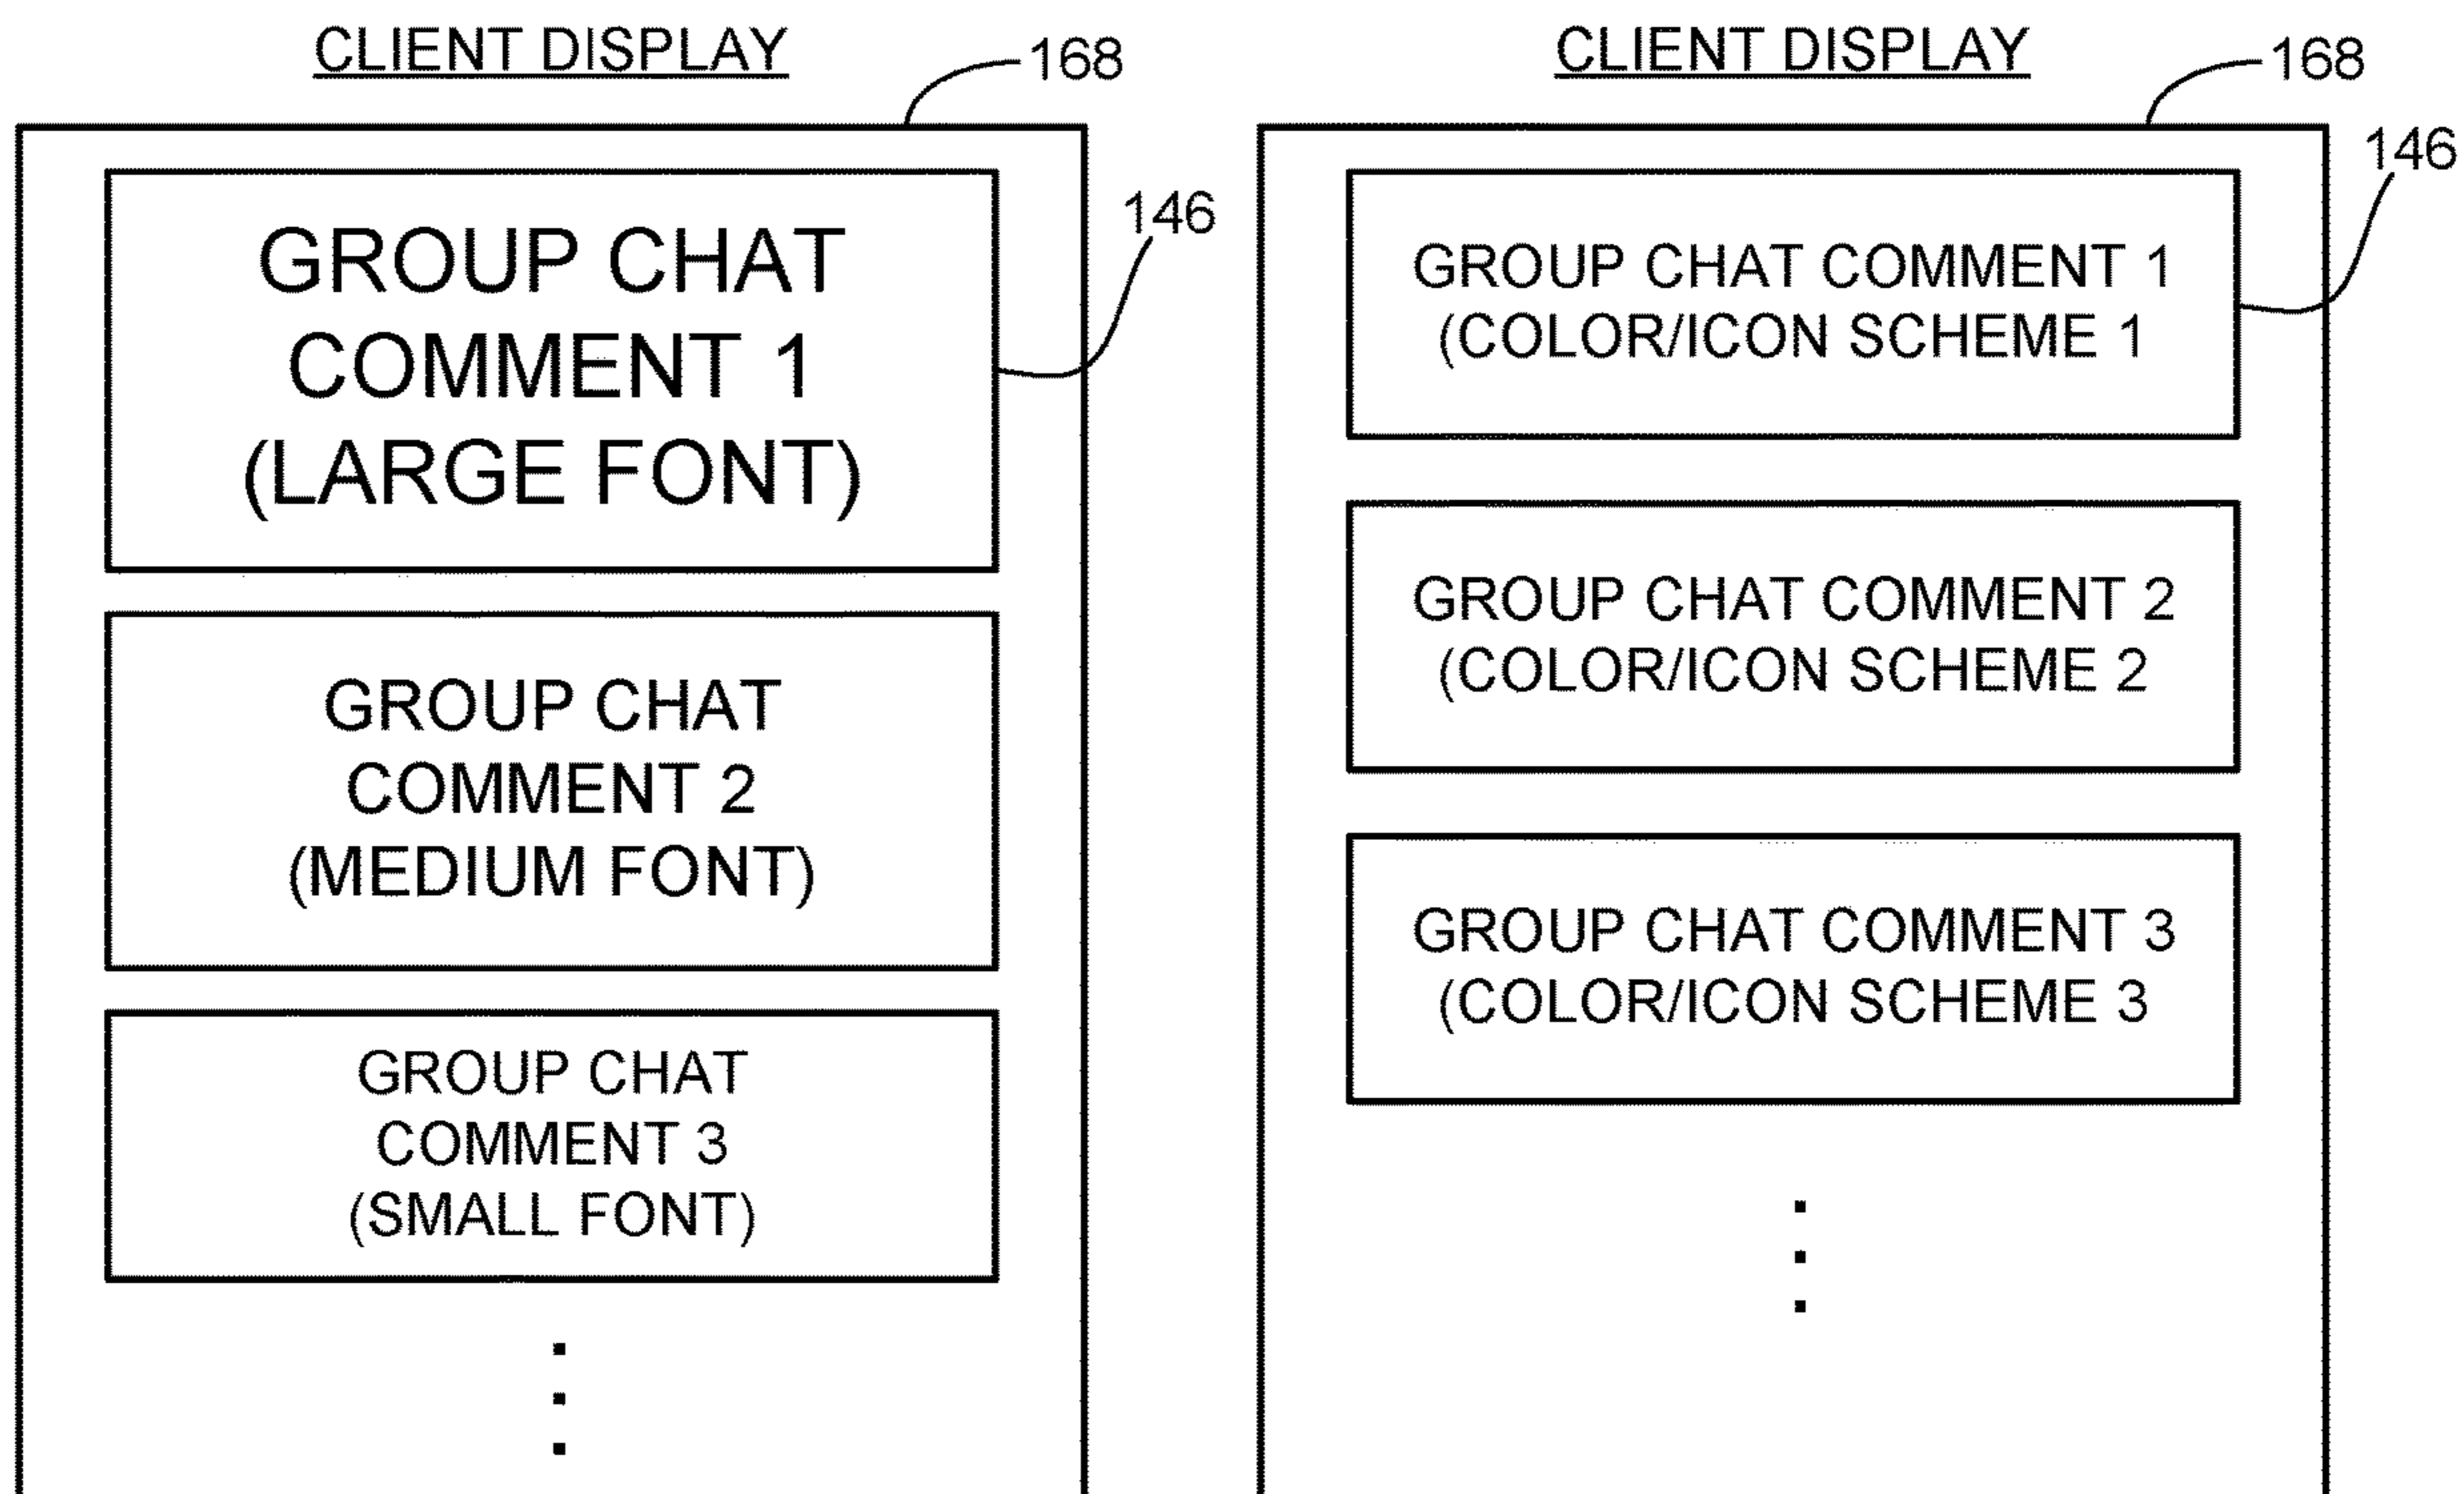 CLIENT DISPLAY
168
146
GROUP CHAT
COMMENT 1
(LARGE FONT)
GROUP CHAT
COMMENT 2
(MEDIUM FONT)
GROUP CHAT
COMMENT 3
(SMALL FONT)
CLIENT DISPLAY
168
146
GROUP CHAT COMMENT 1
(COLOR/ICON SCHEME 1
GROUP CHAT COMMENT 2
(COLOR/ICON SCHEME 2
GROUP CHAT COMMENT 3
(COLOR/ICON SCHEME 3